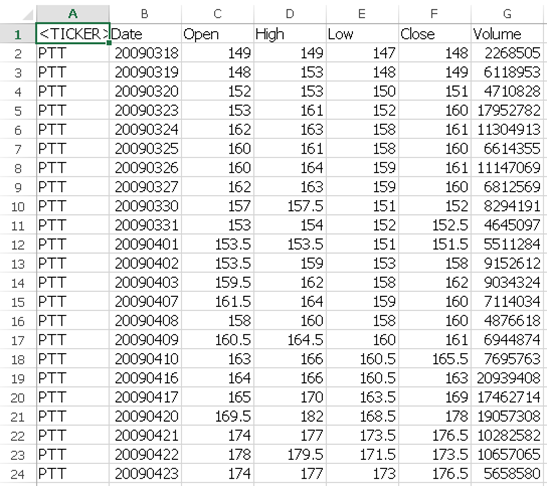 A B C D E F G
1 <TICKER> Date Open High Low Close Volume
2 PTT 20090318 149 149 147 148 2268505
3 PTT 20090319 148 153 148 149 6118953
4 PTT 20090320 152 153 150 151 4710828
5 PTT 20090323 153 161 152 160 17952782
6 PTT 20090324 162 163 158 161 11304913
7 PTT 20090325 160 161 158 160 6614355
8 PTT 20090326 160 164 159 161 11147069
9 PTT 20090327 162 163 159 160 6812569
10 PTT 20090330 157 157.5 151 152 8294191
11 PTT 20090331 153 154 152 152.5 4645097
12 PTT 20090401 153.5 153.5 151 151.5 5511284
13 PTT 20090402 153.5 159 153 158 9152612
14 PTT 20090403 159.5 162 158 162 9034324
15 PTT 20090407 161.5 164 159 160 7114034
16 PTT 20090408 158 160 158 160 4876618
17 PTT 20090409 160.5 164.5 160 161 6944874
18 PTT 20090410 163 166 160.5 165.5 7695763
19 PTT 20090416 164 166 160.5 163 20939408
20 PTT 20090417 165 170 163.5 169 17462714
21 PTT 20090420 169.5 182 168.5 178 19057308
22 PTT 20090421 174 177 173.5 176.5 10282582
23 PTT 20090422 178 179.5 171.5 173.5 10657065
24 PTT 20090423 174 177 173 176.5 5658580